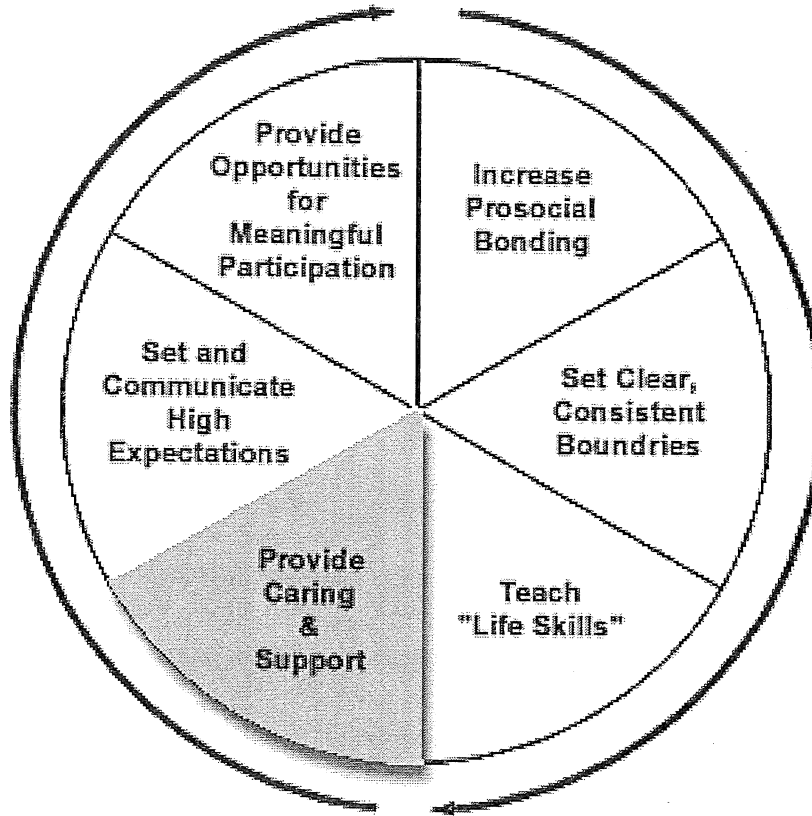 Provide
Opportunities
for
Meaningful
Participation
Increase
Prosocial
Bonding
Set Clear,
Consistent
Boundries
Teach
"Life Skills"
Provide
Caring
&
Support
Set and
Communicate
High
Expectations